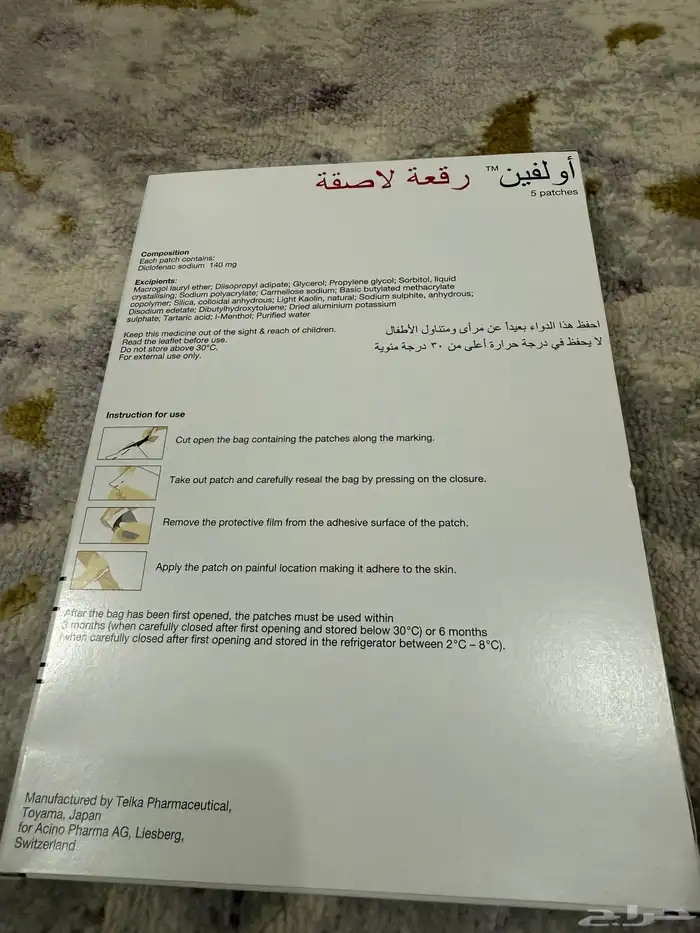 أولفين™ رقعة لاصقة
5 patches
Composition
Each patch contains:
Diclofenac sodium 140 mg
Excipients:
Macrogol lauryl ether; Diisopropyl adipate; Glycerol; Propylene glycol; Sorbitol, liquid
crystallising; Sodium polyacrylate; Carmellose sodium; Basic butylated methacrylate
copolymer; Silica, colloidal anhydrous; Light Kaolin, natural; Sodium sulphite, anhydrous;
Disodium edetate; Dibutylhydroxytoluene; Dried aluminium potassium
sulphate; Tartaric acid; l-Menthol; Purified water
Keep this medicine out of the sight & reach of children.
Read the leaflet before use.
Do not store above 30°C.
For external use only.
احفظ هذا الدواء بعيداً عن مرأى ومتناول الأطفال
لا يحفظ في درجة حرارة أعلى من ٣٠ درجة مئوية
Instruction for use
Cut open the bag containing the patches along the marking.
Take out patch and carefully reseal the bag by pressing on the closure.
Remove the protective film from the adhesive surface of the patch.
Apply the patch on painful location making it adhere to the skin.
After the bag has been first opened, the patches must be used within
3 months (when carefully closed after first opening and stored below 30°C) or 6 months
(when carefully closed after first opening and stored in the refrigerator between 2°C – 8°C).
Manufactured by Teika Pharmaceutical,
Toyama, Japan
for Acino Pharma AG, Liesberg,
Switzerland
حراج